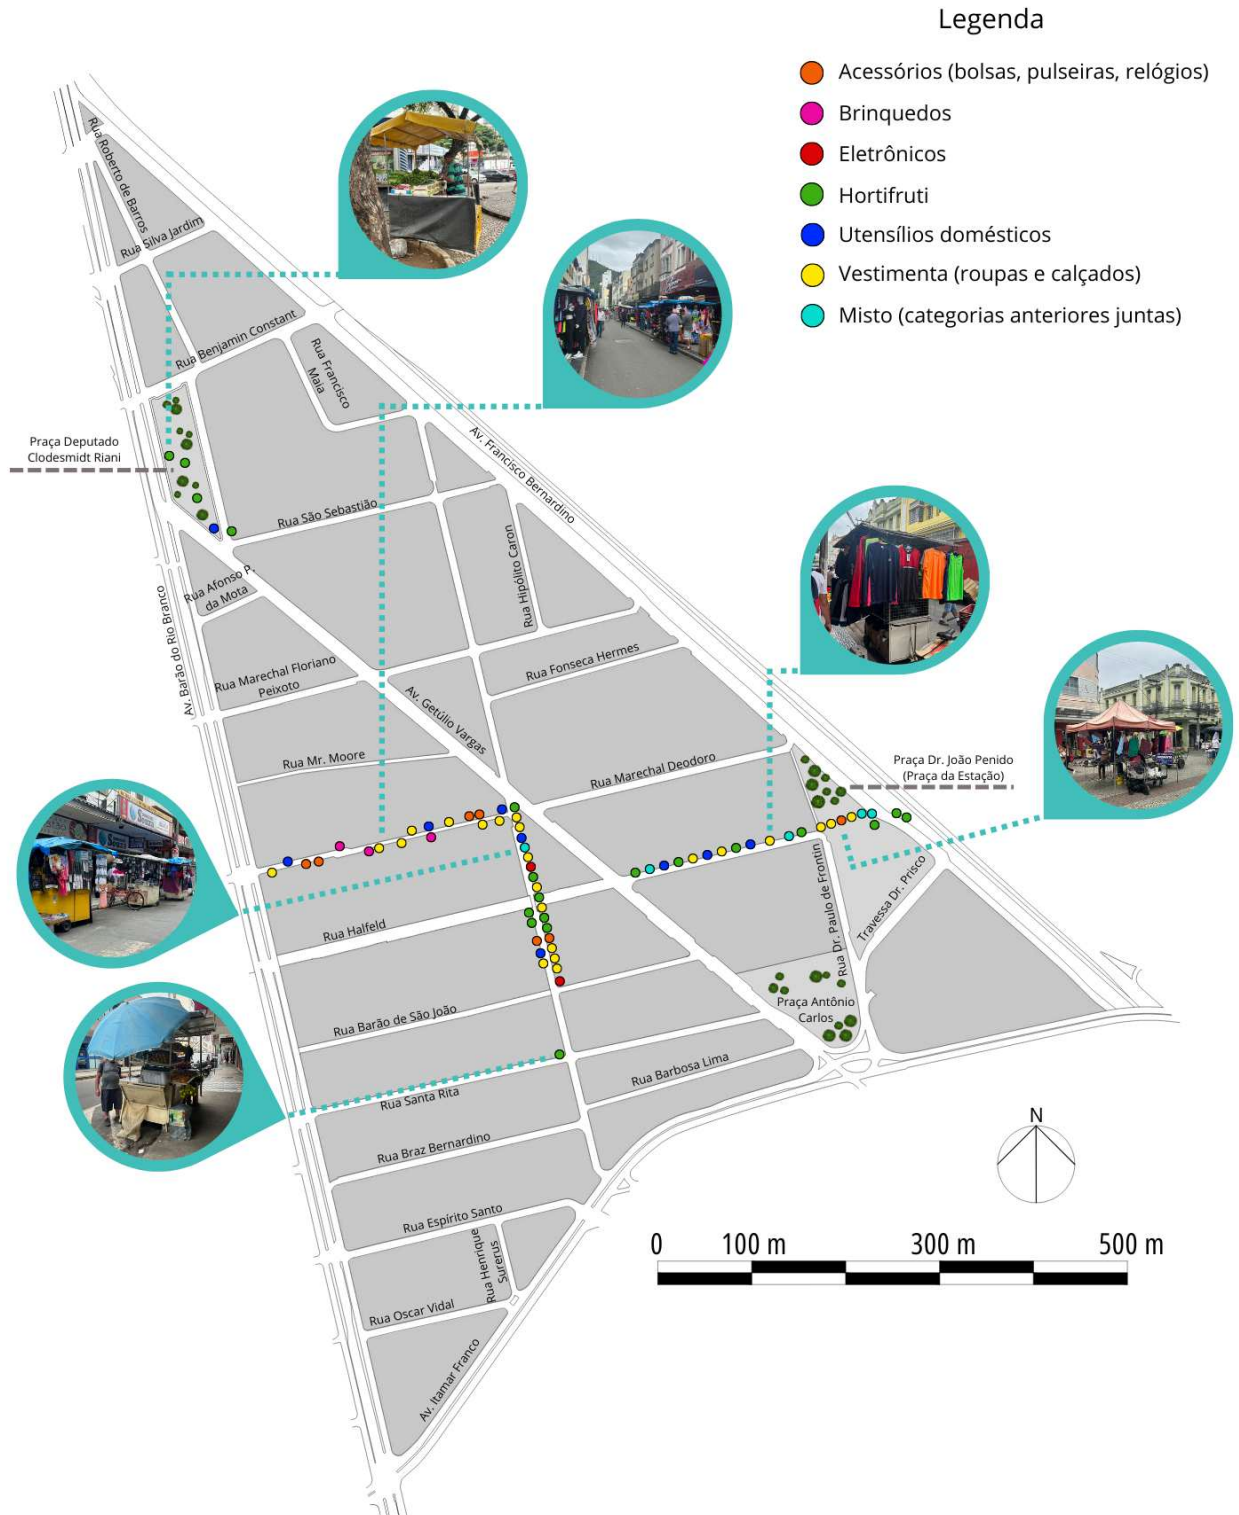 Legenda
Acessórios (bolsas, pulseiras, relógios)
Brinquedos
Eletrônicos
Hortifruti
Utensílios domésticos
Vestimenta (roupas e calçados)
Misto (categorias anteriores juntas)
Rua Roberto de Barros
Rua Silva Jardim
Rua Benjamin Constant
Rua Francisco
Maia
Praça Deputado
Clodesmidt Riani
Av. Francisco Bernardino
Rua São Sebastião
Rua Hipólito Caron
Rua Afonso P.
da Mota
Av. Barão do Rio Branco
Rua Marechal Floriano
Peixoto
Rua Fonseca Hermes
Av. Getúlio Vargas
Rua Mr. Moore
Rua Marechal Deodoro
Praça Dr. João Penido
(Praça da Estação)
Rua Halfeld
Rua Dr. Paulo de Frontin
Travessa Dr. Prisco
Praça Antônio
Carlos
Rua Barão de São João
Rua Barbosa Lima
Rua Santa Rita
Rua Braz Bernardino
Rua Espírito Santo
Rua Henrique
Surerus
Rua Oscar Vidal
Av. Itamar Franco
N
0 100 m 300 m 500 m